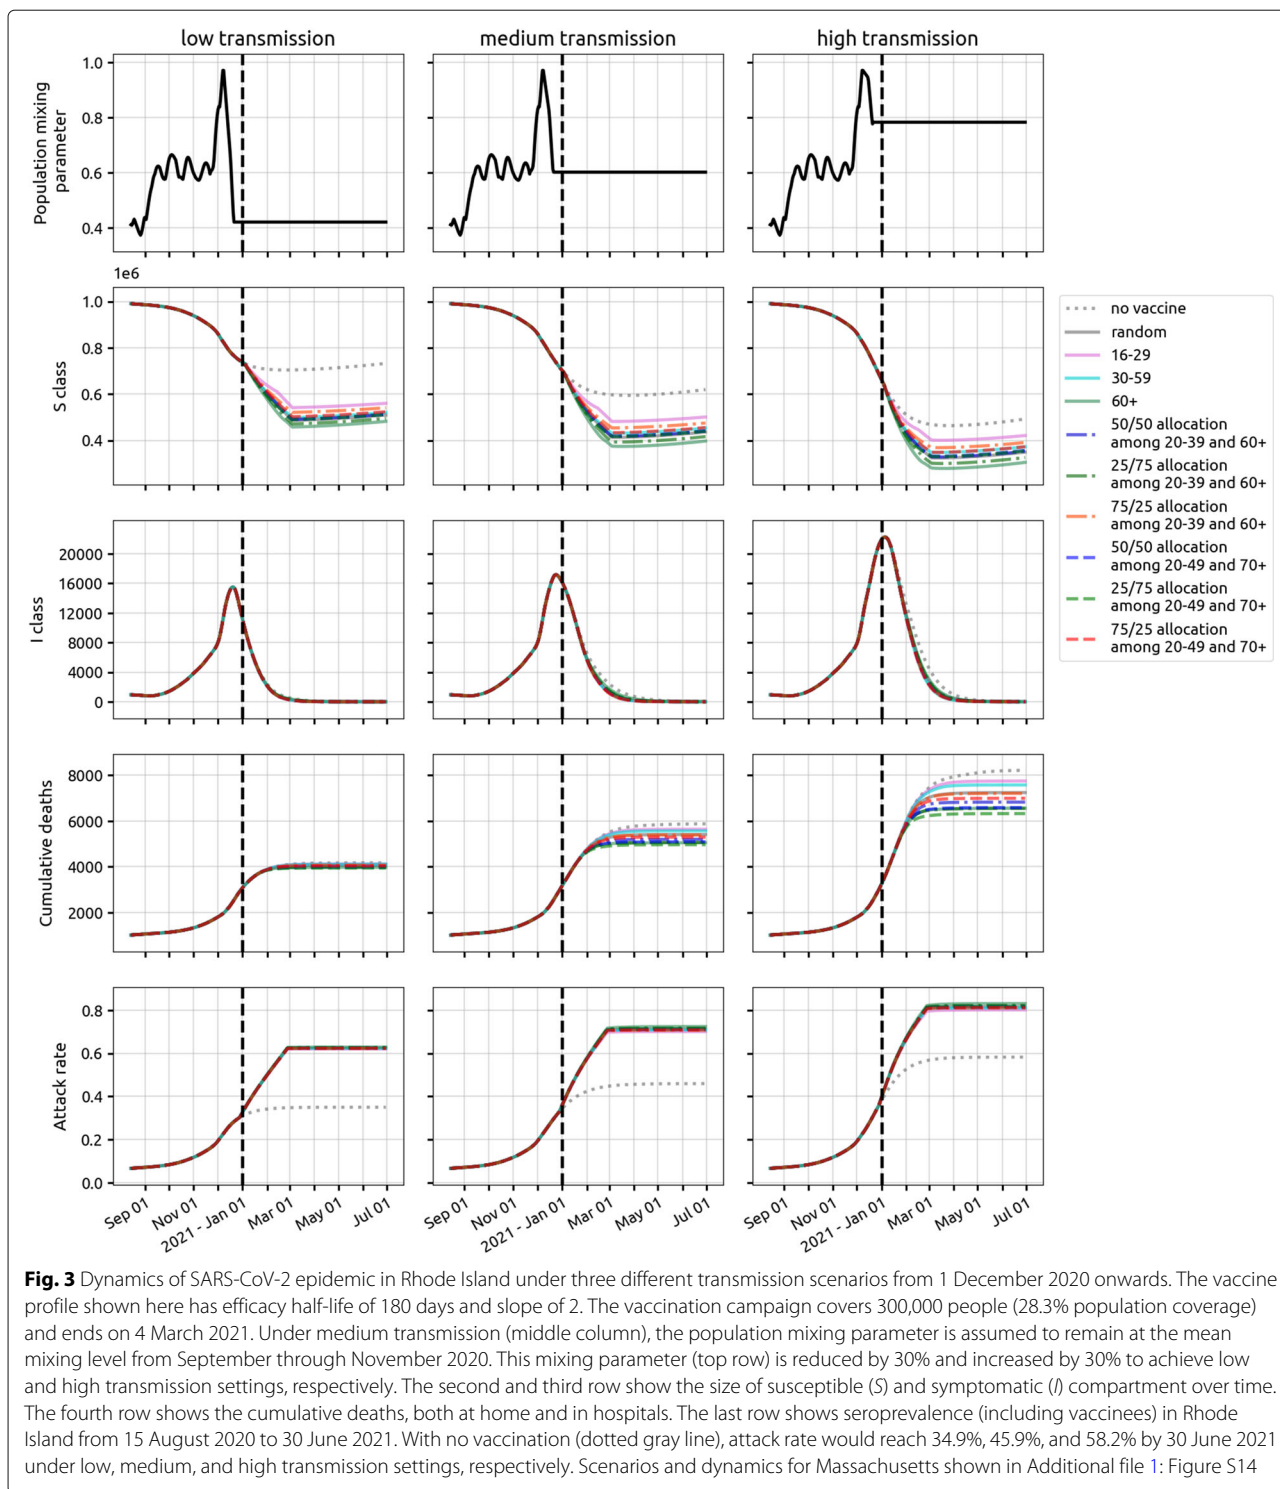 low transmission
medium transmission
high transmission
Population mixing
parameter
1.0
0.8
0.6
0.4
1e6
S class
1.0
0.8
0.6
0.4
no vaccine
random
16-29
30-59
60+
50/50 allocation
among 20-39 and 60+
25/75 allocation
among 20-39 and 60+
75/25 allocation
among 20-39 and 60+
50/50 allocation
among 20-49 and 70+
25/75 allocation
among 20-49 and 70+
75/25 allocation
among 20-49 and 70+
I class
20000
16000
12000
8000
4000
0
Cumulative deaths
8000
6000
4000
2000
Attack rate
0.8
0.6
0.4
0.2
0.0
Sep 01
Nov 01
2021 - Jan 01
Mar 01
May 01
Jul 01
Sep 01
Nov 01
2021 - Jan 01
Mar 01
May 01
Jul 01
Sep 01
Nov 01
2021 - Jan 01
Mar 01
May 01
Jul 01
Fig. 3 Dynamics of SARS-CoV-2 epidemic in Rhode Island under three different transmission scenarios from 1 December 2020 onwards. The vaccine
profile shown here has efficacy half-life of 180 days and slope of 2. The vaccination campaign covers 300,000 people (28.3% population coverage)
and ends on 4 March 2021. Under medium transmission (middle column), the population mixing parameter is assumed to remain at the mean
mixing level from September through November 2020. This mixing parameter (top row) is reduced by 30% and increased by 30% to achieve low
and high transmission settings, respectively. The second and third row show the size of susceptible (S) and symptomatic (I) compartment over time.
The fourth row shows the cumulative deaths, both at home and in hospitals. The last row shows seroprevalence (including vaccinees) in Rhode
Island from 15 August 2020 to 30 June 2021. With no vaccination (dotted gray line), attack rate would reach 34.9%, 45.9%, and 58.2% by 30 June 2021
under low, medium, and high transmission settings, respectively. Scenarios and dynamics for Massachusetts shown in Additional file 1: Figure S14